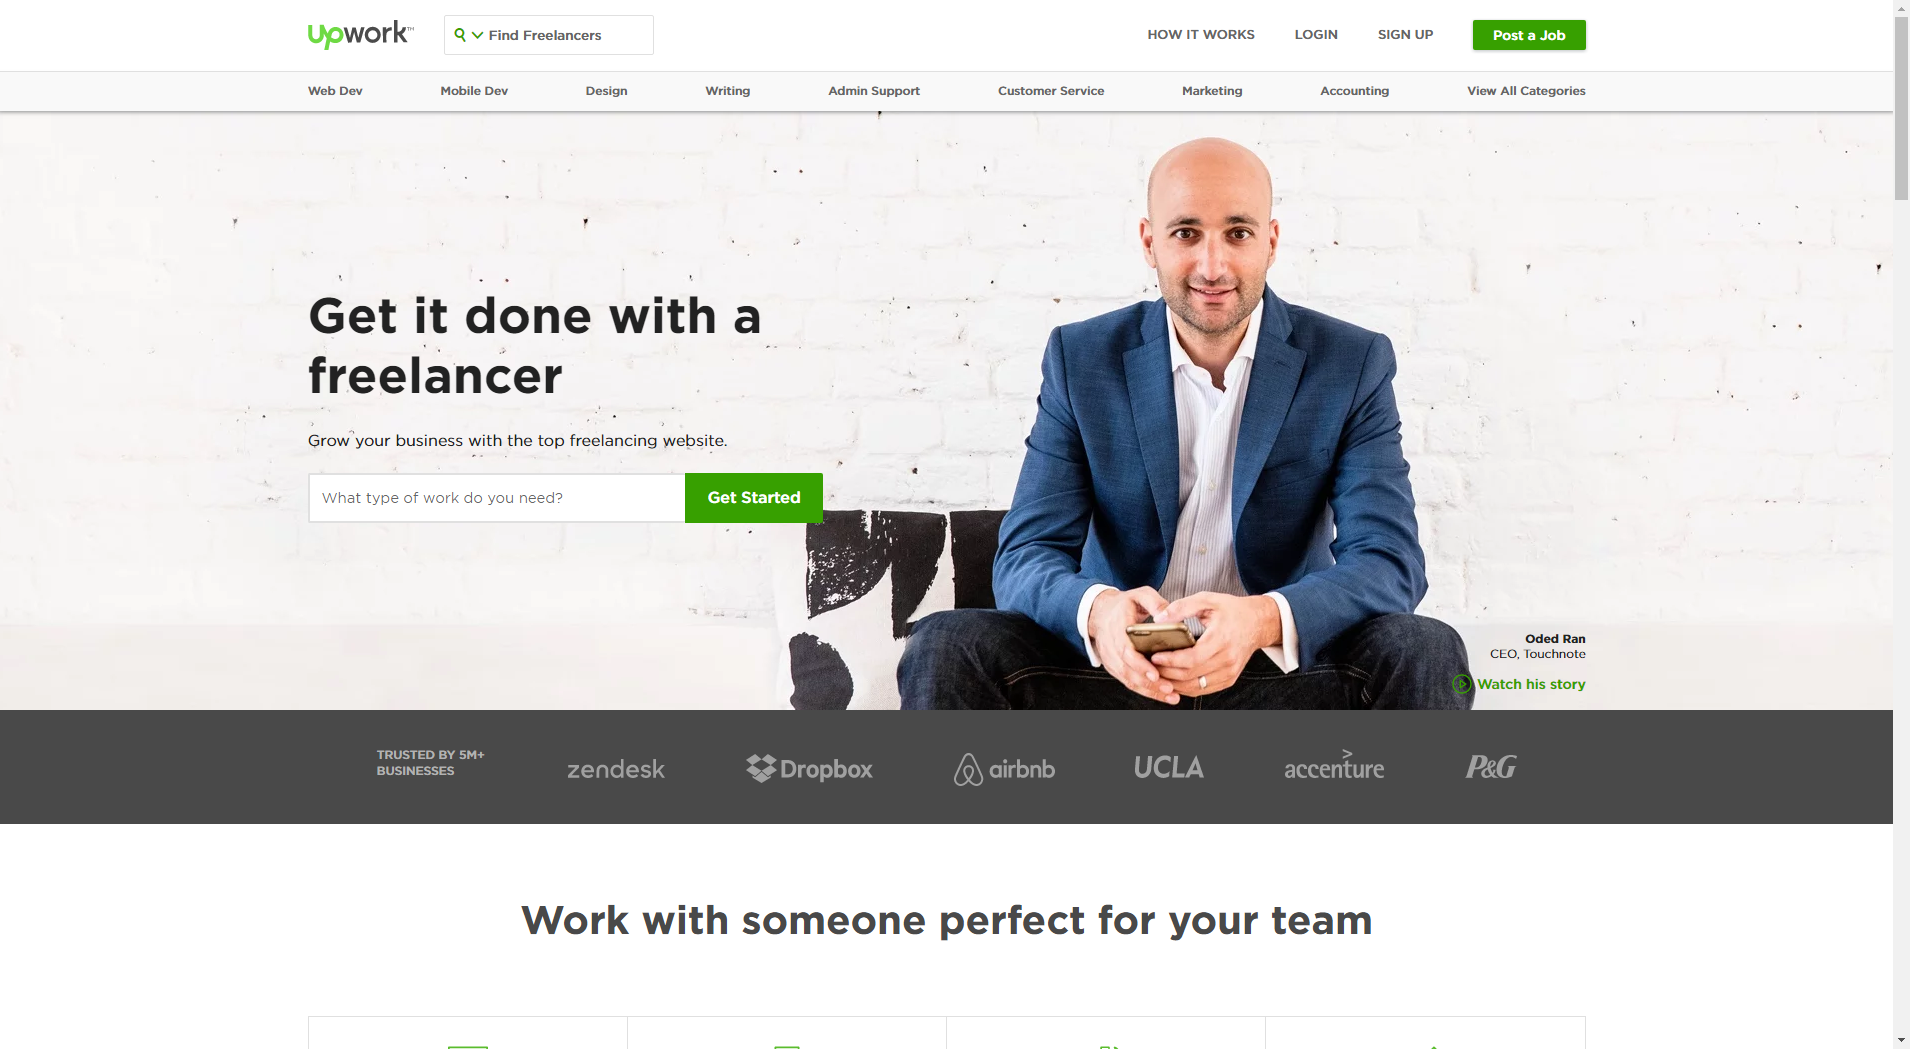 upwork™
Find Freelancers
HOW IT WORKS
LOGIN
SIGN UP
Post a Job
Web Dev
Mobile Dev
Design
Writing
Admin Support
Customer Service
Marketing
Accounting
View All Categories
Get it done with a
freelancer
Grow your business with the top freelancing website.
What type of work do you need?
Get Started
Oded Ran
CEO, Touchnote
Watch his story
TRUSTED BY 5M+
BUSINESSES
zendesk
Dropbox
airbnb
UCLA
accenture
P&G
Work with someone perfect for your team